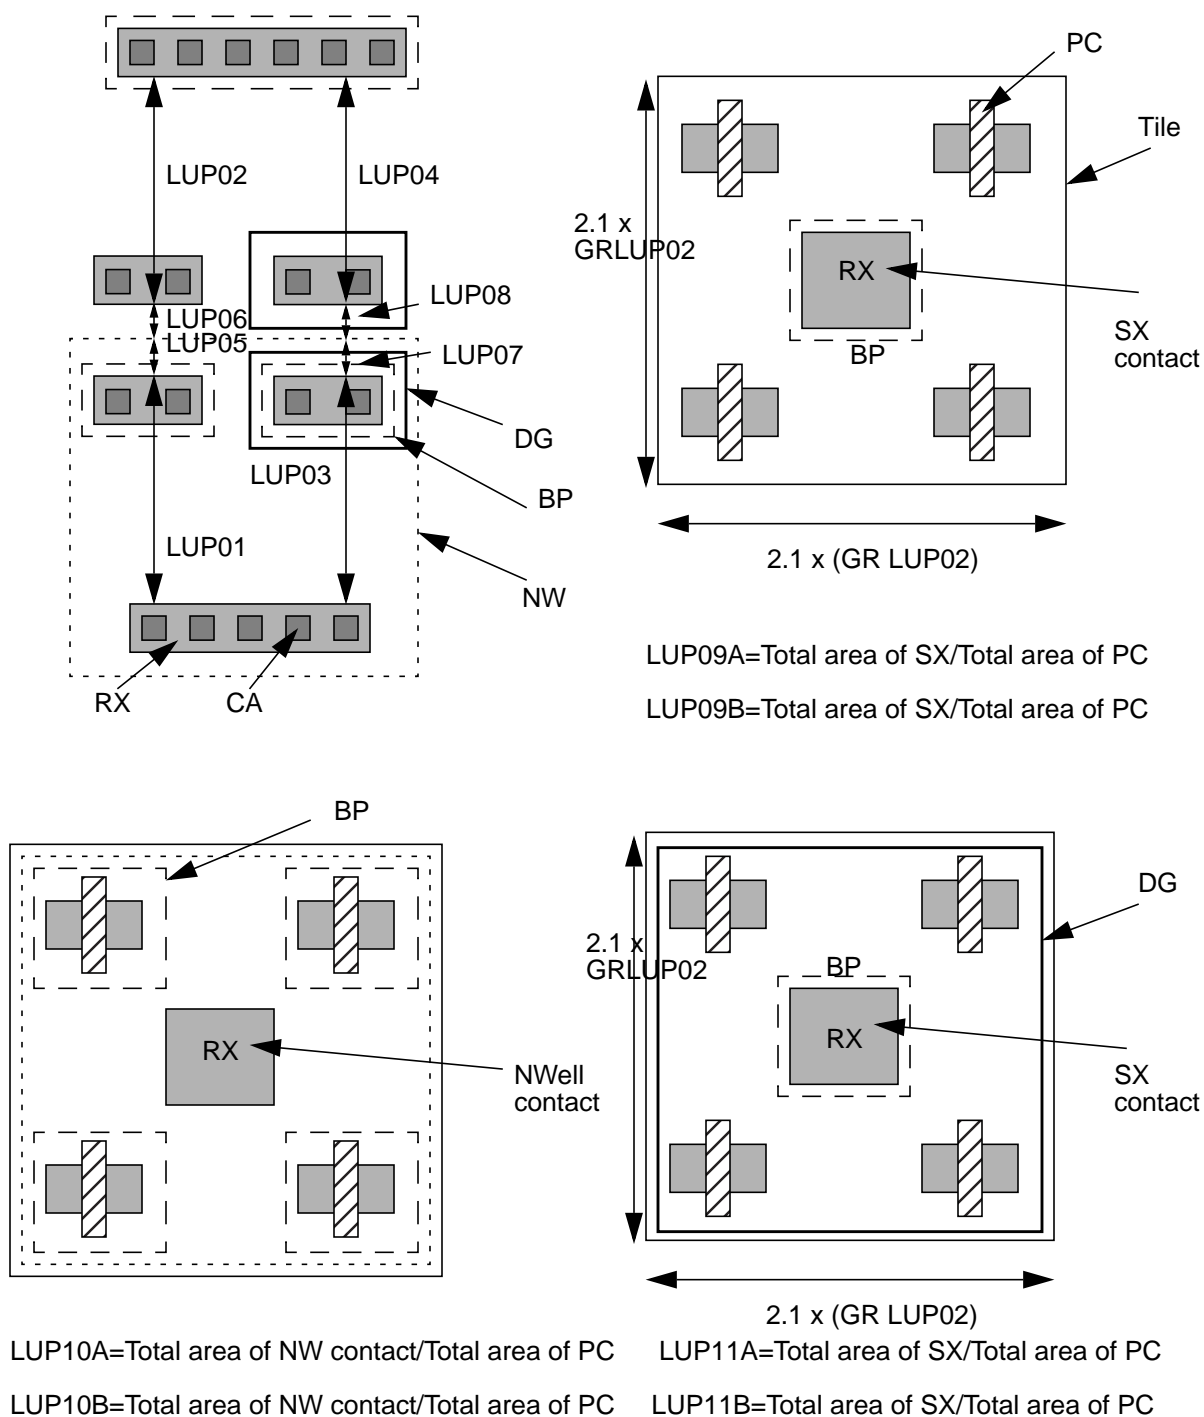 PC
Tile
LUP02
LUP04
2.1 x
GRLUP02
RX
LUP08
LUP06
LUP05
LUP07
SX
contact
BP
DG
LUP03
BP
LUP01
2.1 x (GR LUP02)
NW
LUP09A=Total area of SX/Total area of PC
RX
CA
LUP09B=Total area of SX/Total area of PC
BP
DG
2.1 x
GRLUP02
BP
RX
RX
NWell
contact
SX
contact
2.1 x (GR LUP02)
LUP10A=Total area of NW contact/Total area of PC
LUP11A=Total area of SX/Total area of PC
LUP10B=Total area of NW contact/Total area of PC
LUP11B=Total area of SX/Total area of PC